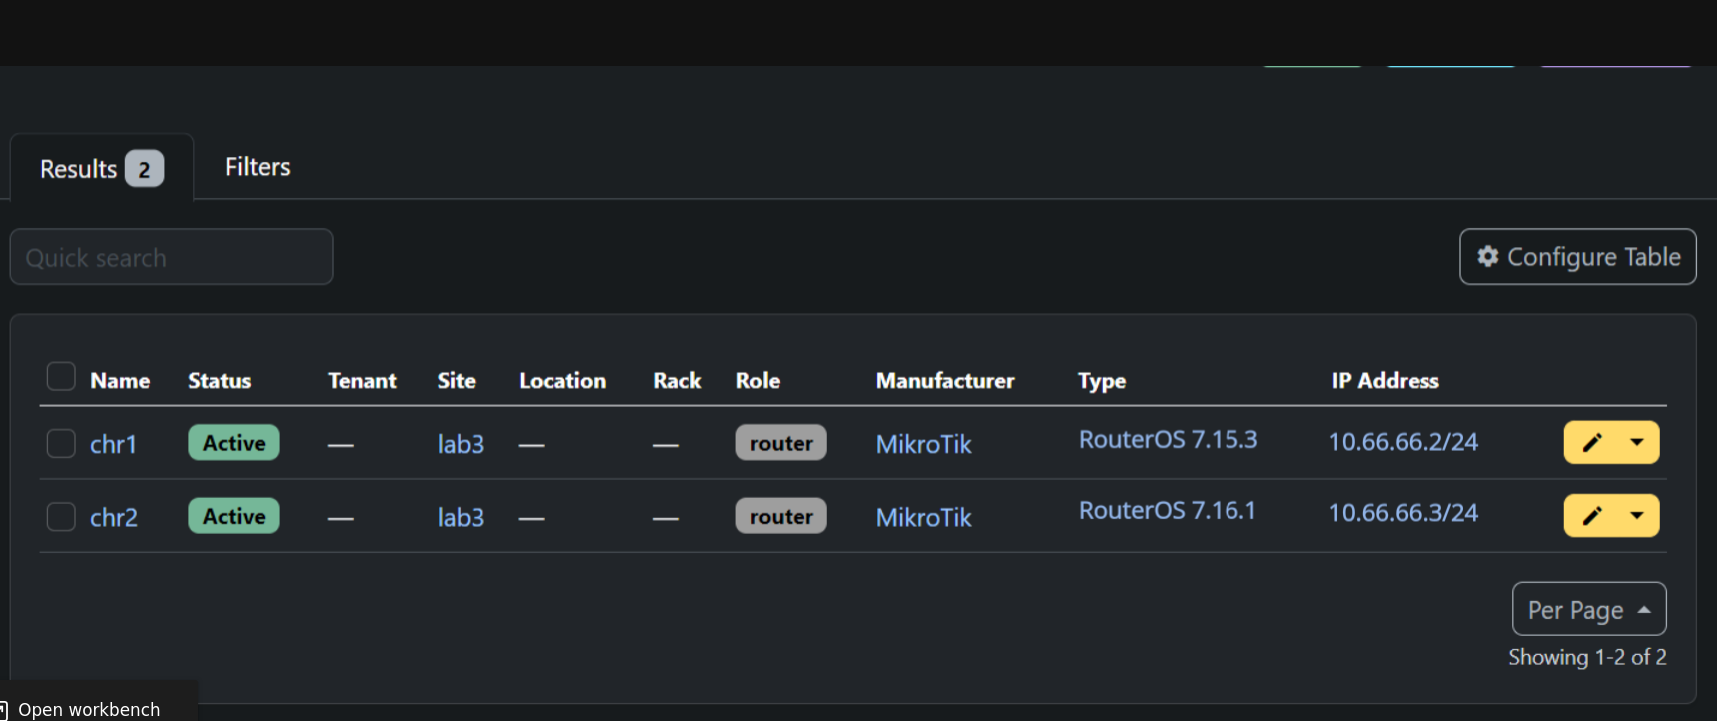 Results 2 Filters
Quick search
Configure Table
Name Status Tenant Site Location Rack Role Manufacturer Type IP Address
chr1 Active — lab3 — — router MikroTik RouterOS 7.15.3 10.66.66.2/24
chr2 Active — lab3 — — router MikroTik RouterOS 7.16.1 10.66.66.3/24
Per Page
Showing 1-2 of 2
Open workbench